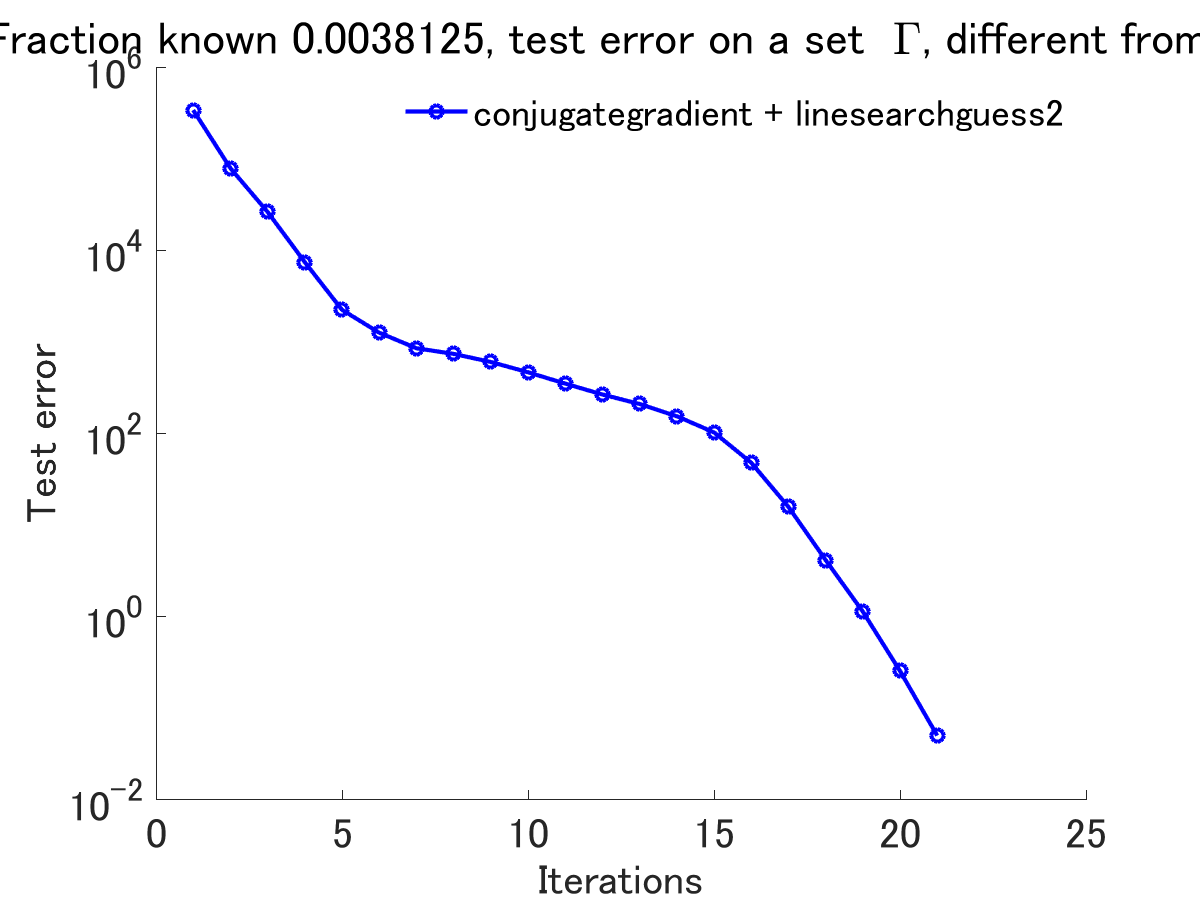 Fraction known 0.0038125, test error on a set Γ, different from
conjugategradient + linesearchguess2
Test error
10^6
10^4
10^2
10^0
10^-2
0 5 10 15 20 25
Iterations